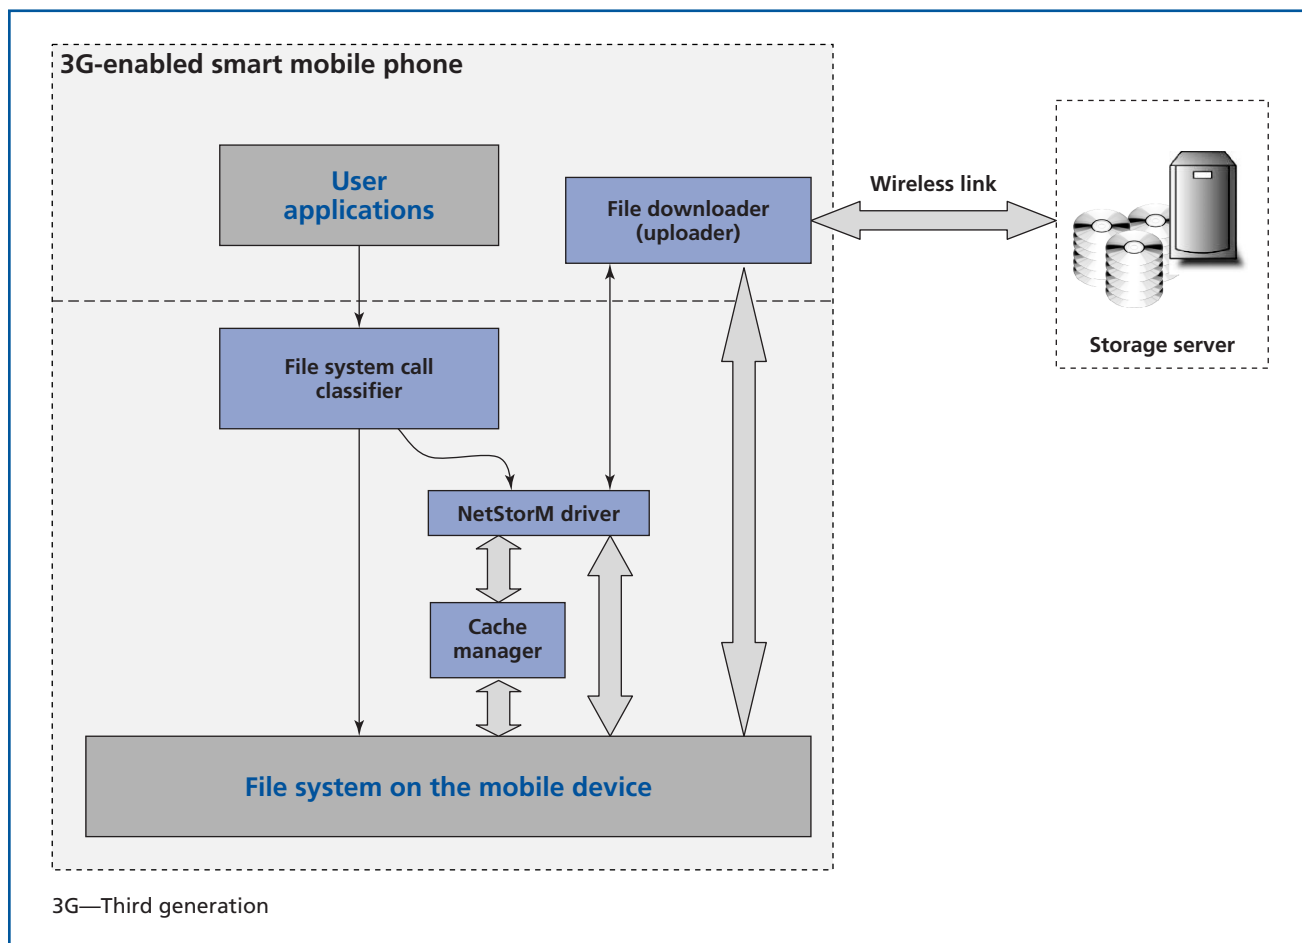 3G-enabled smart mobile phone
User
applications
File downloader
(uploader)
Wireless link
Storage server
File system call
classifier
NetStorM driver
Cache
manager
File system on the mobile device
3G—Third generation